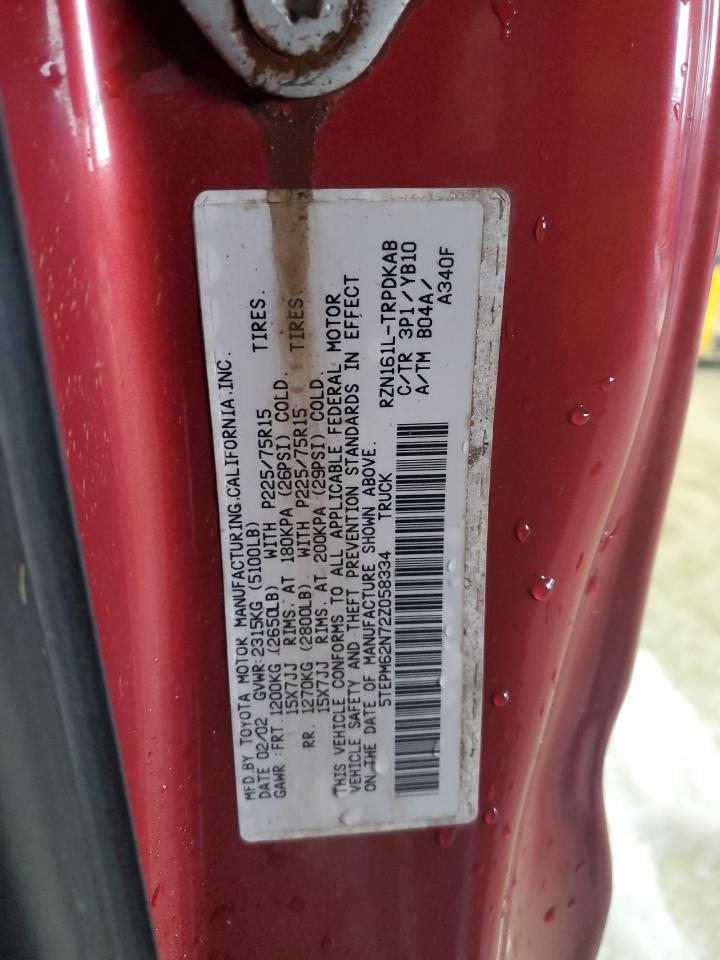 MFD BY TOYOTA MOTOR MANUFACTURING.CALIFORNIA.INC.
DATE 02/02 GVWR:2315KG (5100LB)
GAWR :FRT.1200KG (2650LB) WITH P225/75R15 TIRES.
15X7JJ RIMS. AT 180KPA (26PSI) COLD.
RR. 1270KG (2800LB). WITH P225/75R15 TIRES.
15X7JJ RIMS. AT 200KPA (29PSI) COLD.
THIS VEHICLE CONFORMS TO ALL APPLICABLE FEDERAL MOTOR
VEHICLE SAFETY AND THEFT PREVENTION STANDARDS IN EFFECT
ON THE DATE OF MANUFACTURE SHOWN ABOVE.
5TEPM62N72Z058334 TRUCK
RZN161L-TRPDKAB
C/TR 3P1/YB10
A/TM B04A/
A340F